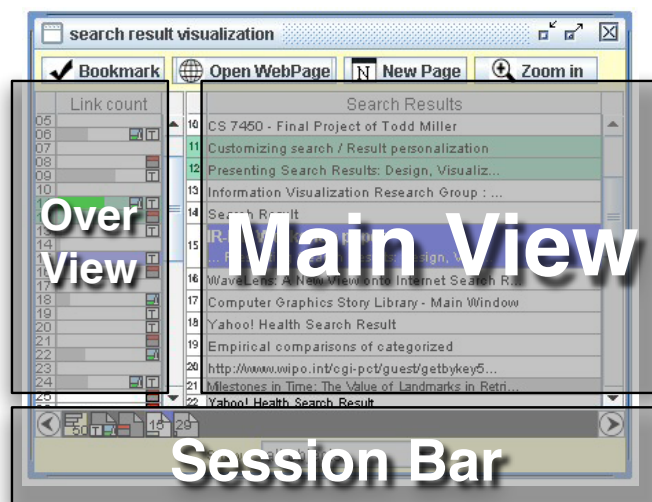 search result visualization
Bookmark Open WebPage New Page Zoom in
Link count
Search Results
05
06
07
08
09
10
14
17
18
19
20
21
22
23
24
25
10 CS 7450 - Final Project of Todd Miller
11 Customizing search / Result personalization
12 Presenting Search Results: Design, Visualiz...
13 Information Visualization Research Group : ...
14 Search Result
15
16 WaveLens: A New View onto Internet Search R...
17 Computer Graphics Story Library - Main Window
18 Yahoo! Health Search Result
19 Empirical comparisons of categorized
20 http://www.wipo.int/cgi-pct/guest/getbykey5...
21 Milestones in Time: The Value of Landmarks in Retri...
22 Yahoo! Health Search Result
Over
View
Main View
50 15 29
Session Bar